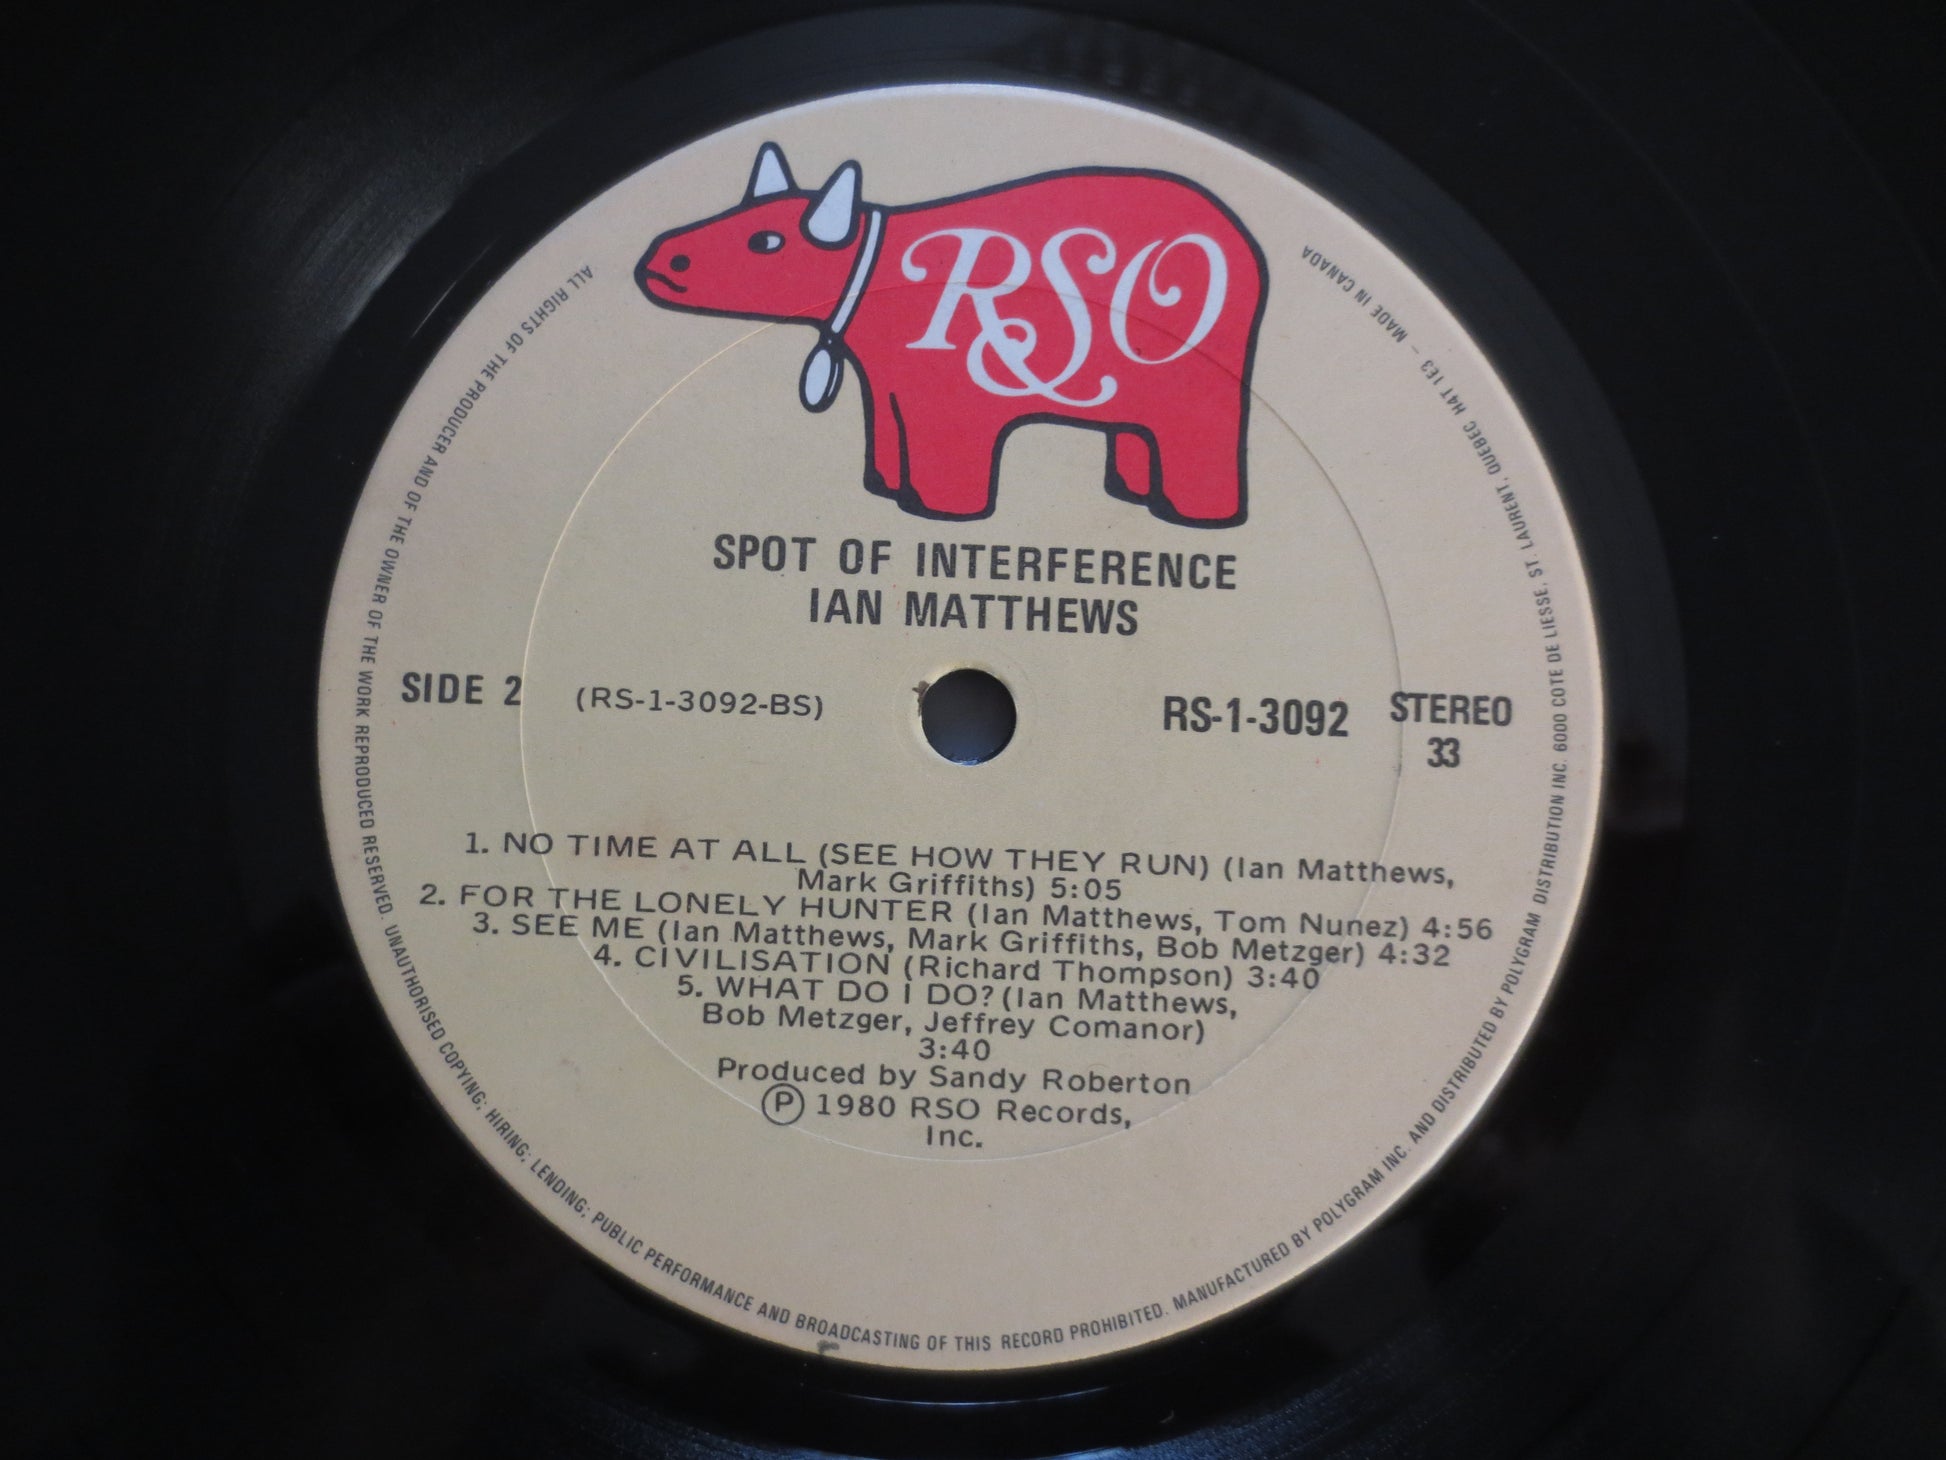 RSO
SPOT OF INTERFERENCE
IAN MATTHEWS
SIDE 2
(RS-1-3092-BS)
RS-1-3092
STEREO
33
1. NO TIME AT ALL (SEE HOW THEY RUN) (Ian Matthews,
Mark Griffiths) 5:05
2. FOR THE LONELY HUNTER (Ian Matthews, Tom Nunez) 4:56
3. SEE ME (Ian Matthews, Mark Griffiths, Bob Metzger) 4:32
4. CIVILISATION (Richard Thompson) 3:40
5. WHAT DO I DO? (Ian Matthews,
Bob Metzger, Jeffrey Comanor)
3:40
Produced by Sandy Roberton
Ⓟ 1980 RSO Records,
Inc.
ALL RIGHTS OF THE PRODUCER AND OF THE OWNER OF THE WORK REPRODUCED RESERVED. UNAUTHORISED COPYING; HIRING; LENDING; PUBLIC PERFORMANCE AND BROADCASTING OF THIS RECORD PROHIBITED. MANUFACTURED BY POLYGRAM INC. AND DISTRIBUTED BY POLYGRAM DISTRIBUTION INC. 6000 COTE DE LIESSE, ST. LAURENT, QUEBEC H4T 1E3 – MADE IN CANADA